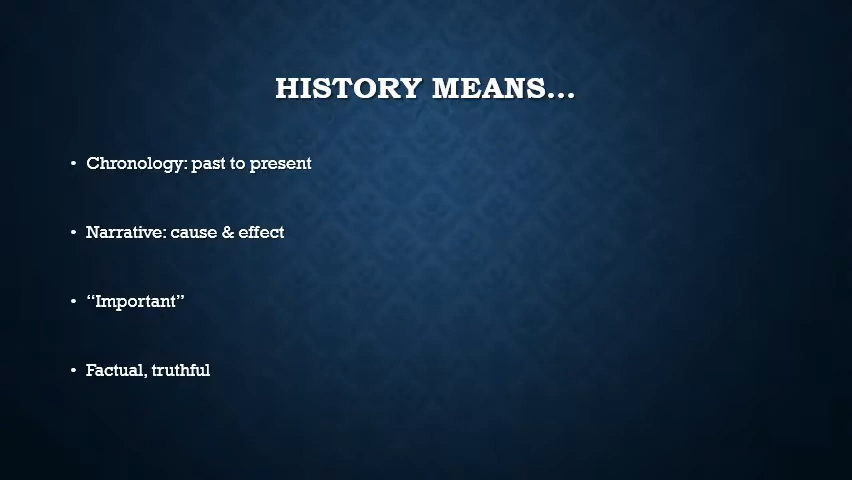 HISTORY MEANS...
• Chronology: past to present
• Narrative: cause & effect
• “Important”
• Factual, truthful